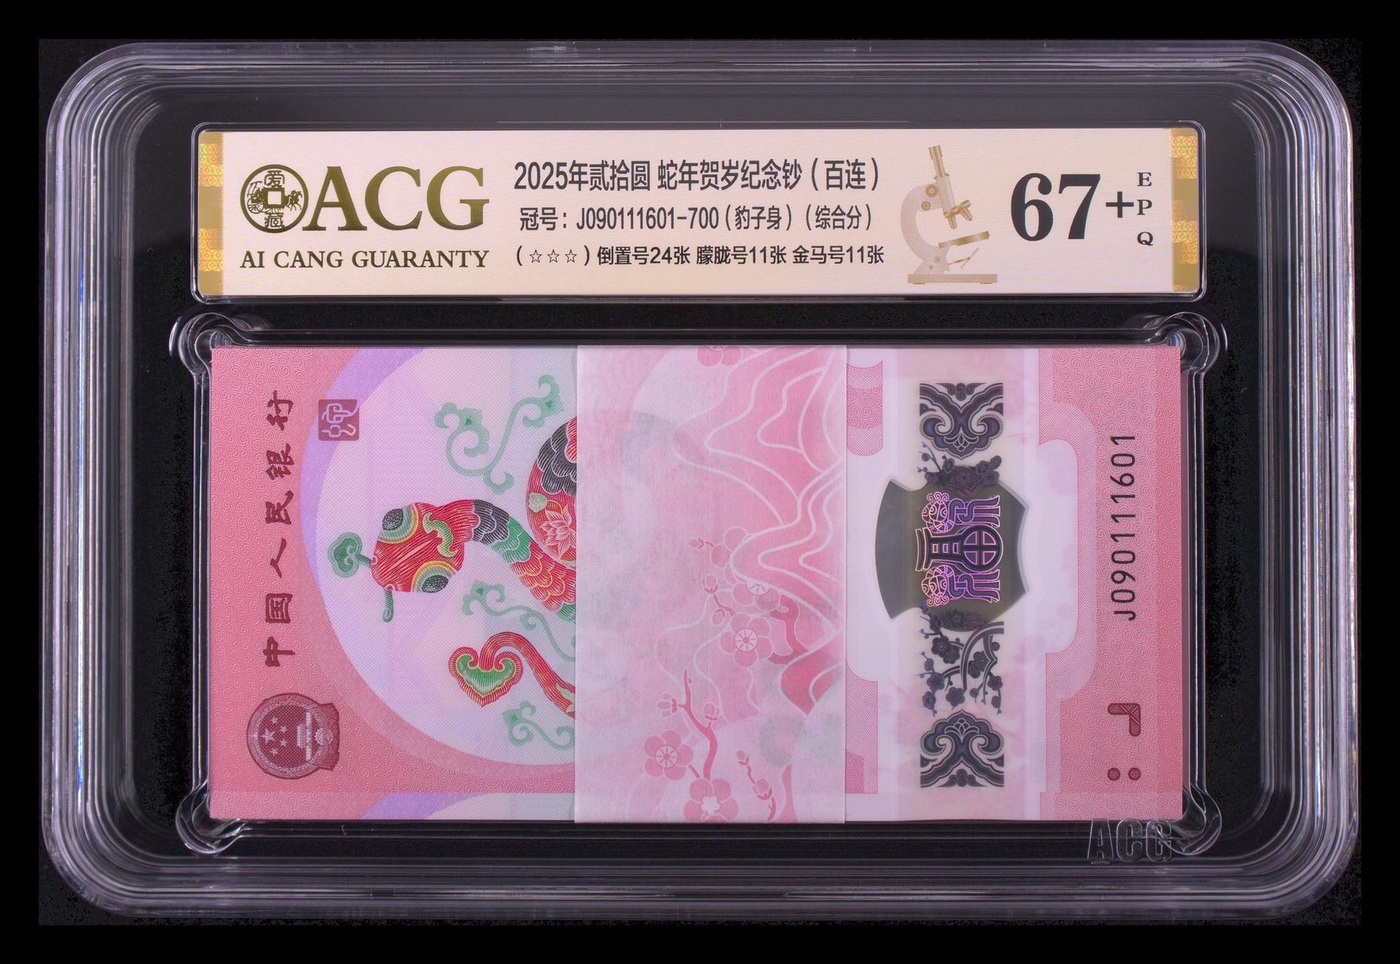 ACG
AI CANG GUARANTY
爱藏
2025年贰拾圆 蛇年贺岁纪念钞（百连）
冠号：J090111601-700（豹子身）（综合分）
（☆☆☆）倒置号24张 朦胧号11张 金马号11张
67+
EPQ
中国人民银行
J090111601
ACG